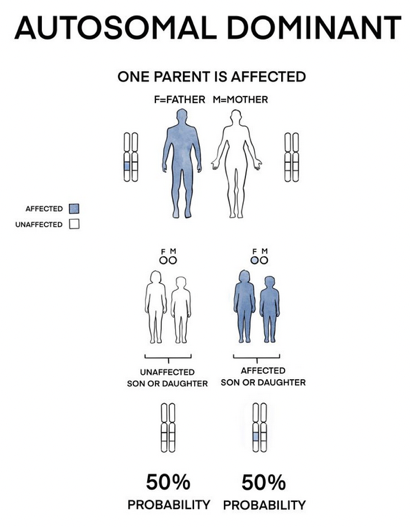 AUTOSOMAL DOMINANT
ONE PARENT IS AFFECTED
F=FATHER M=MOTHER
AFFECTED
UNAFFECTED
F M
F M
UNAFFECTED
SON OR DAUGHTER
AFFECTED
SON OR DAUGHTER
50%
PROBABILITY
50%
PROBABILITY